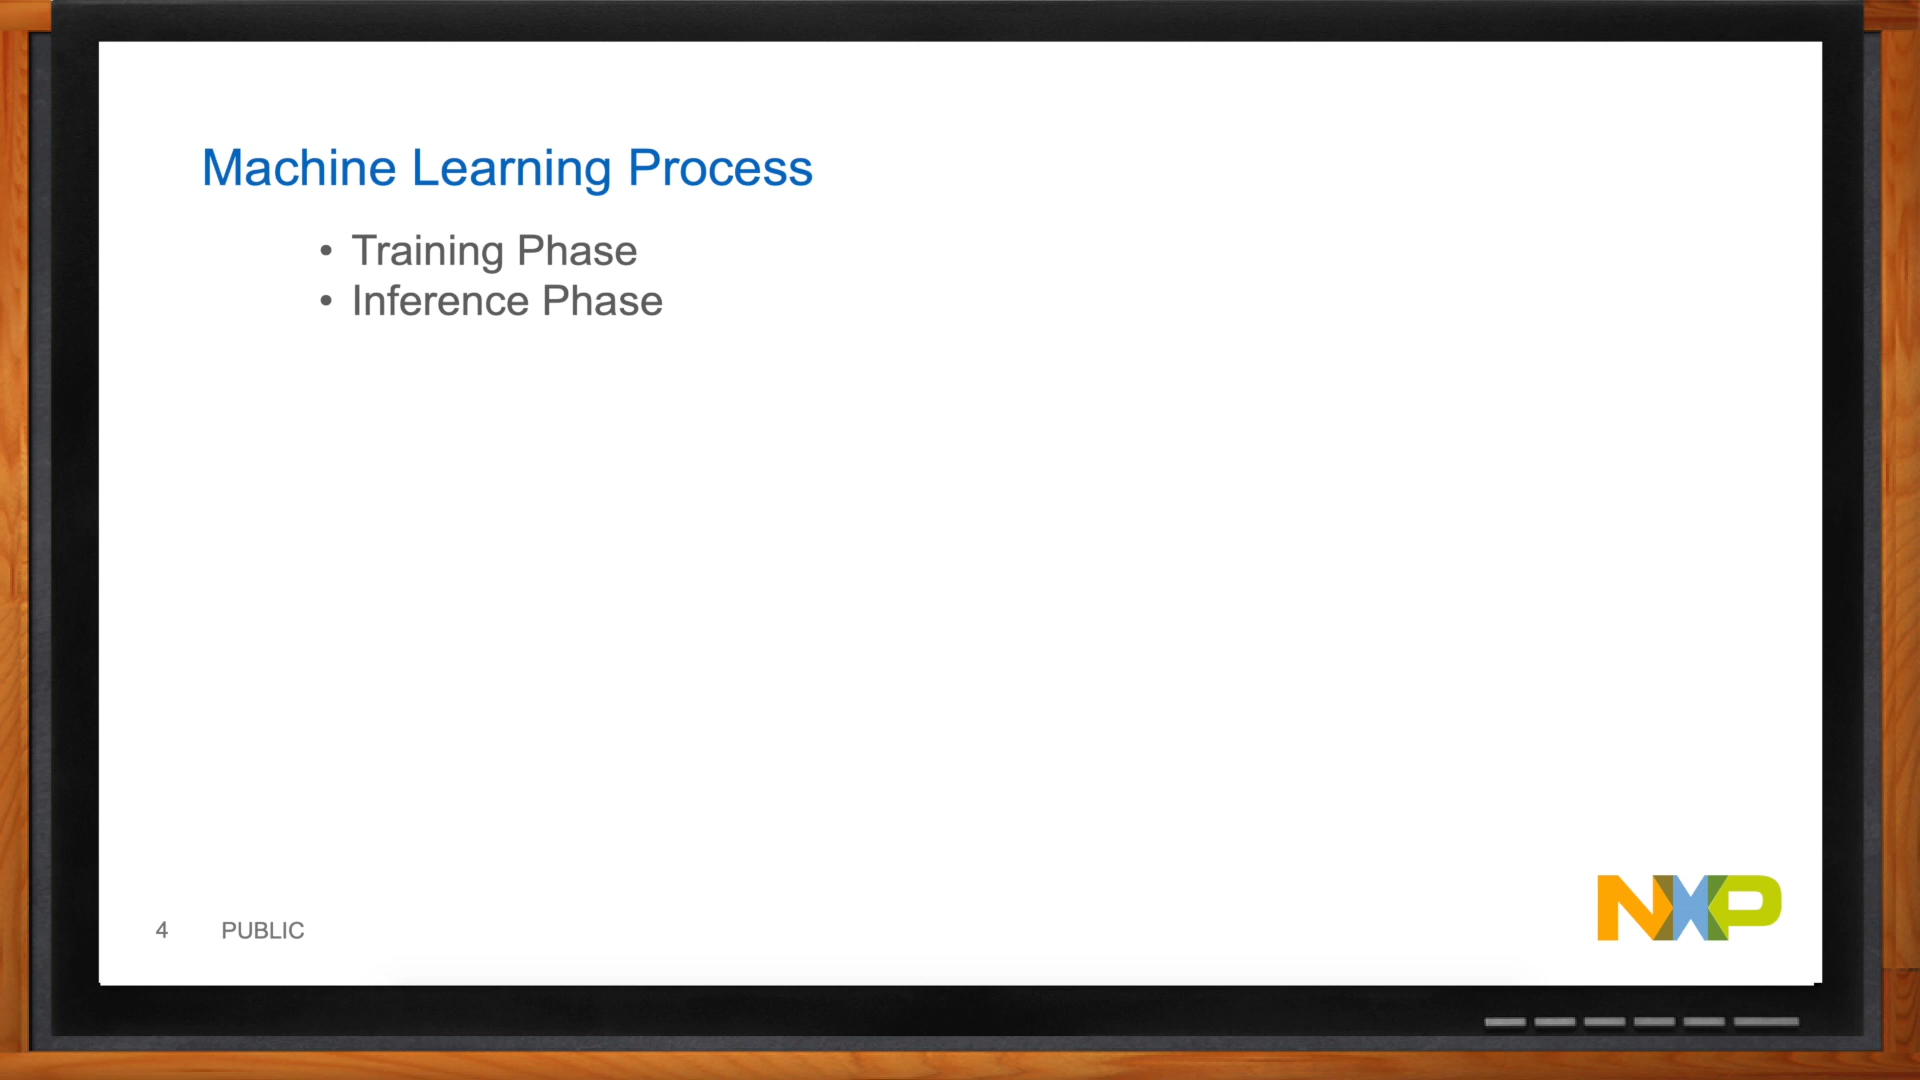 Machine Learning Process
• Training Phase
• Inference Phase
4 PUBLIC
NXP